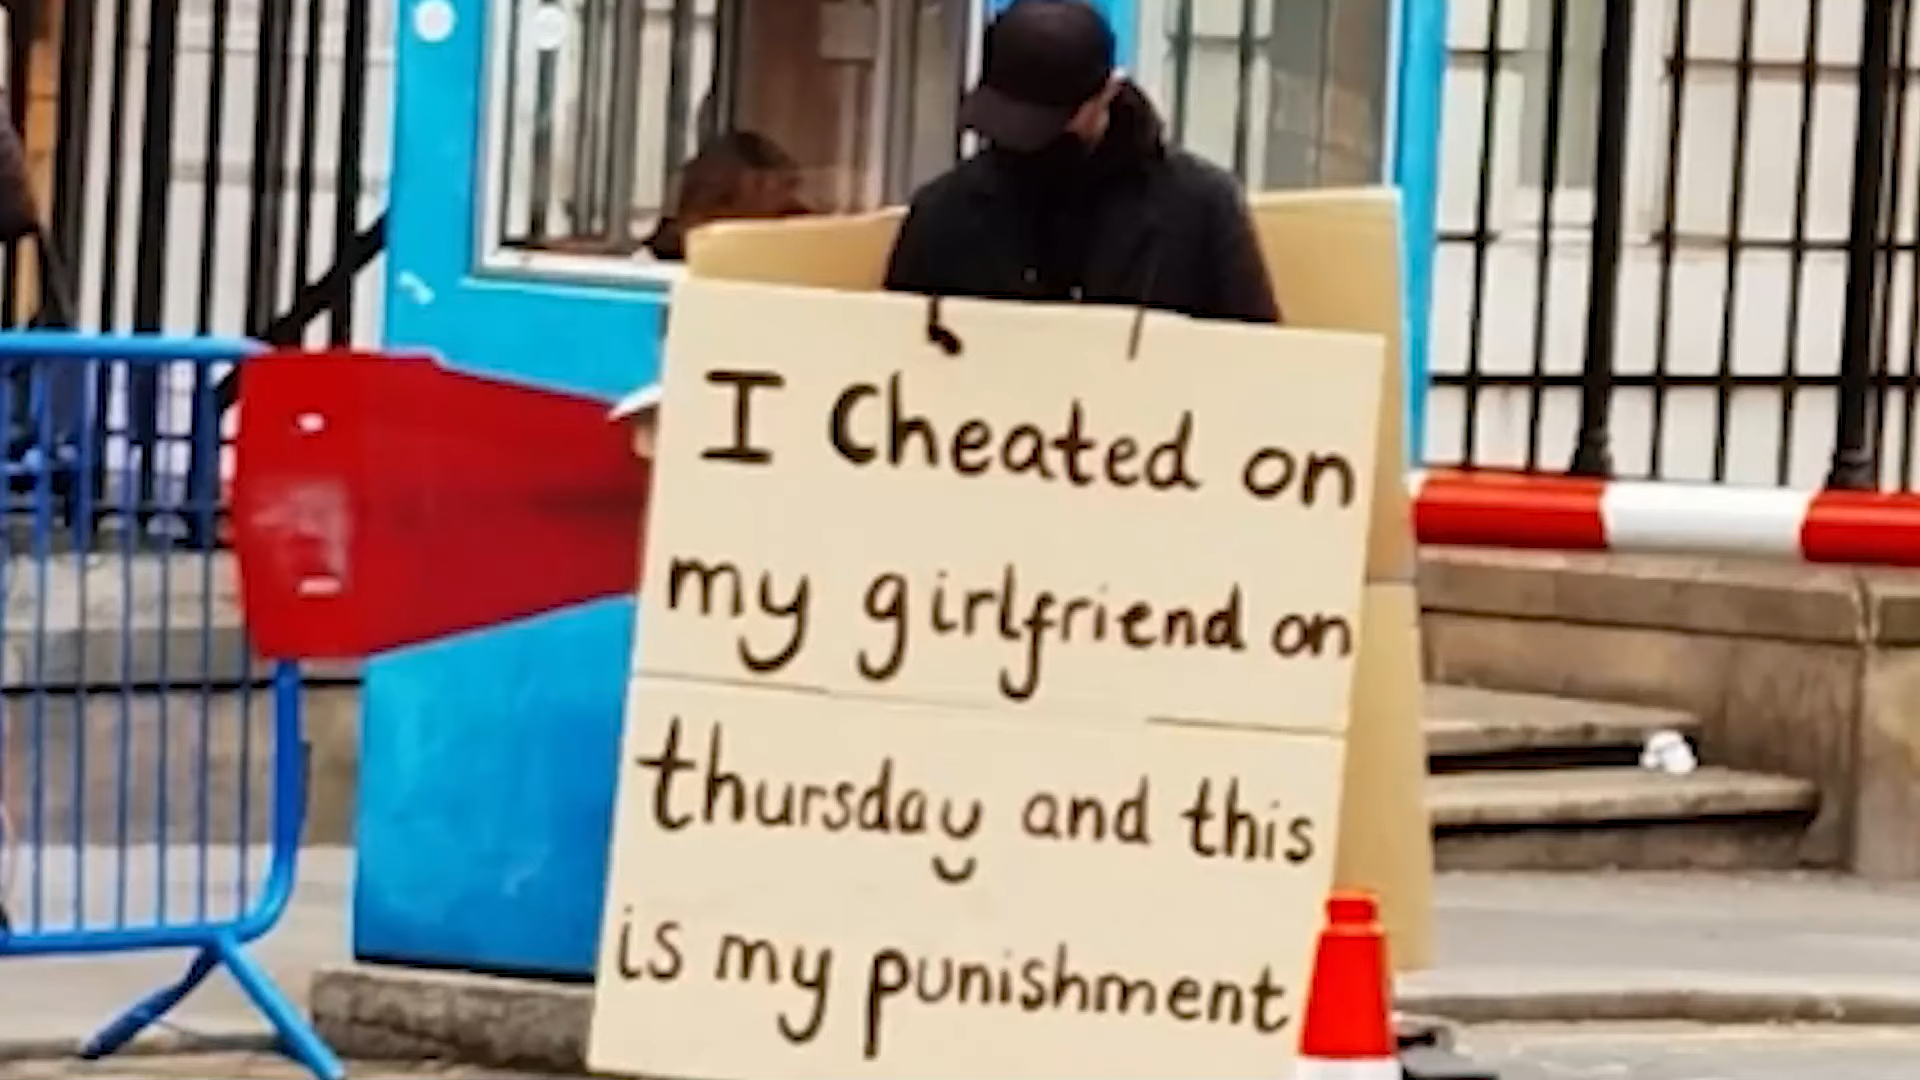 I Cheated on
my girlfriend on
thursday and this
is my punishment